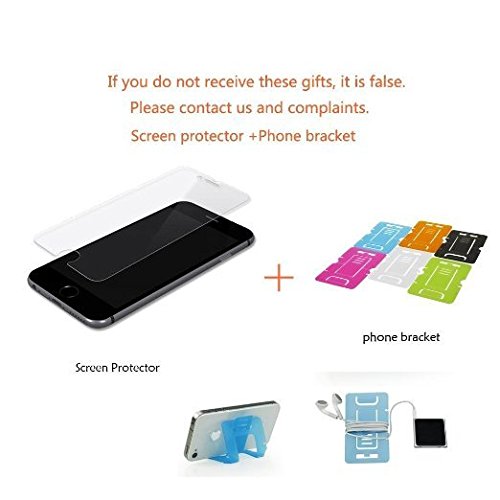 If you do not receive these gifts, it is false.
Please contact us and complaints.
Screen protector +Phone bracket
+
phone bracket
Screen Protector